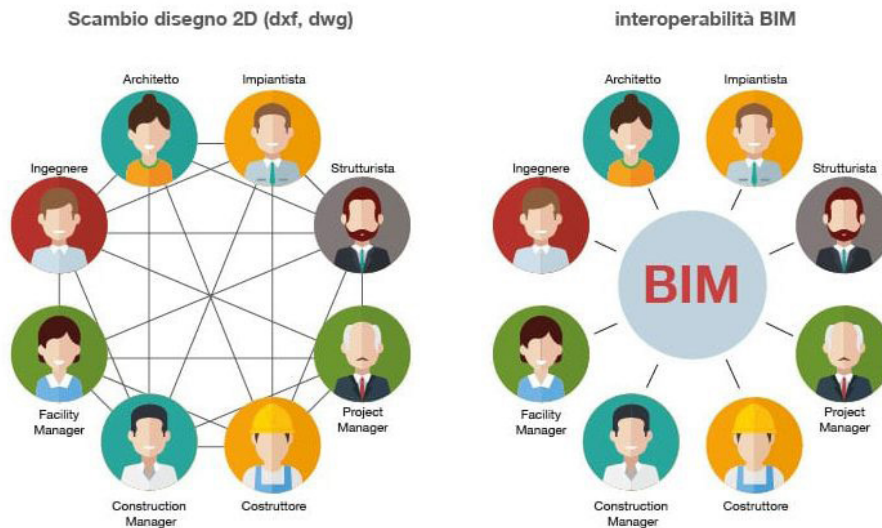 Scambio disegno 2D (dxf, dwg)
Architetto
Impiantista
Ingegnere
Strutturista
Facility
Manager
Project
Manager
Construction
Manager
Costruttore
interoperabilità BIM
Architetto
Impiantista
Ingegnere
Strutturista
BIM
Facility
Manager
Project
Manager
Construction
Manager
Costruttore